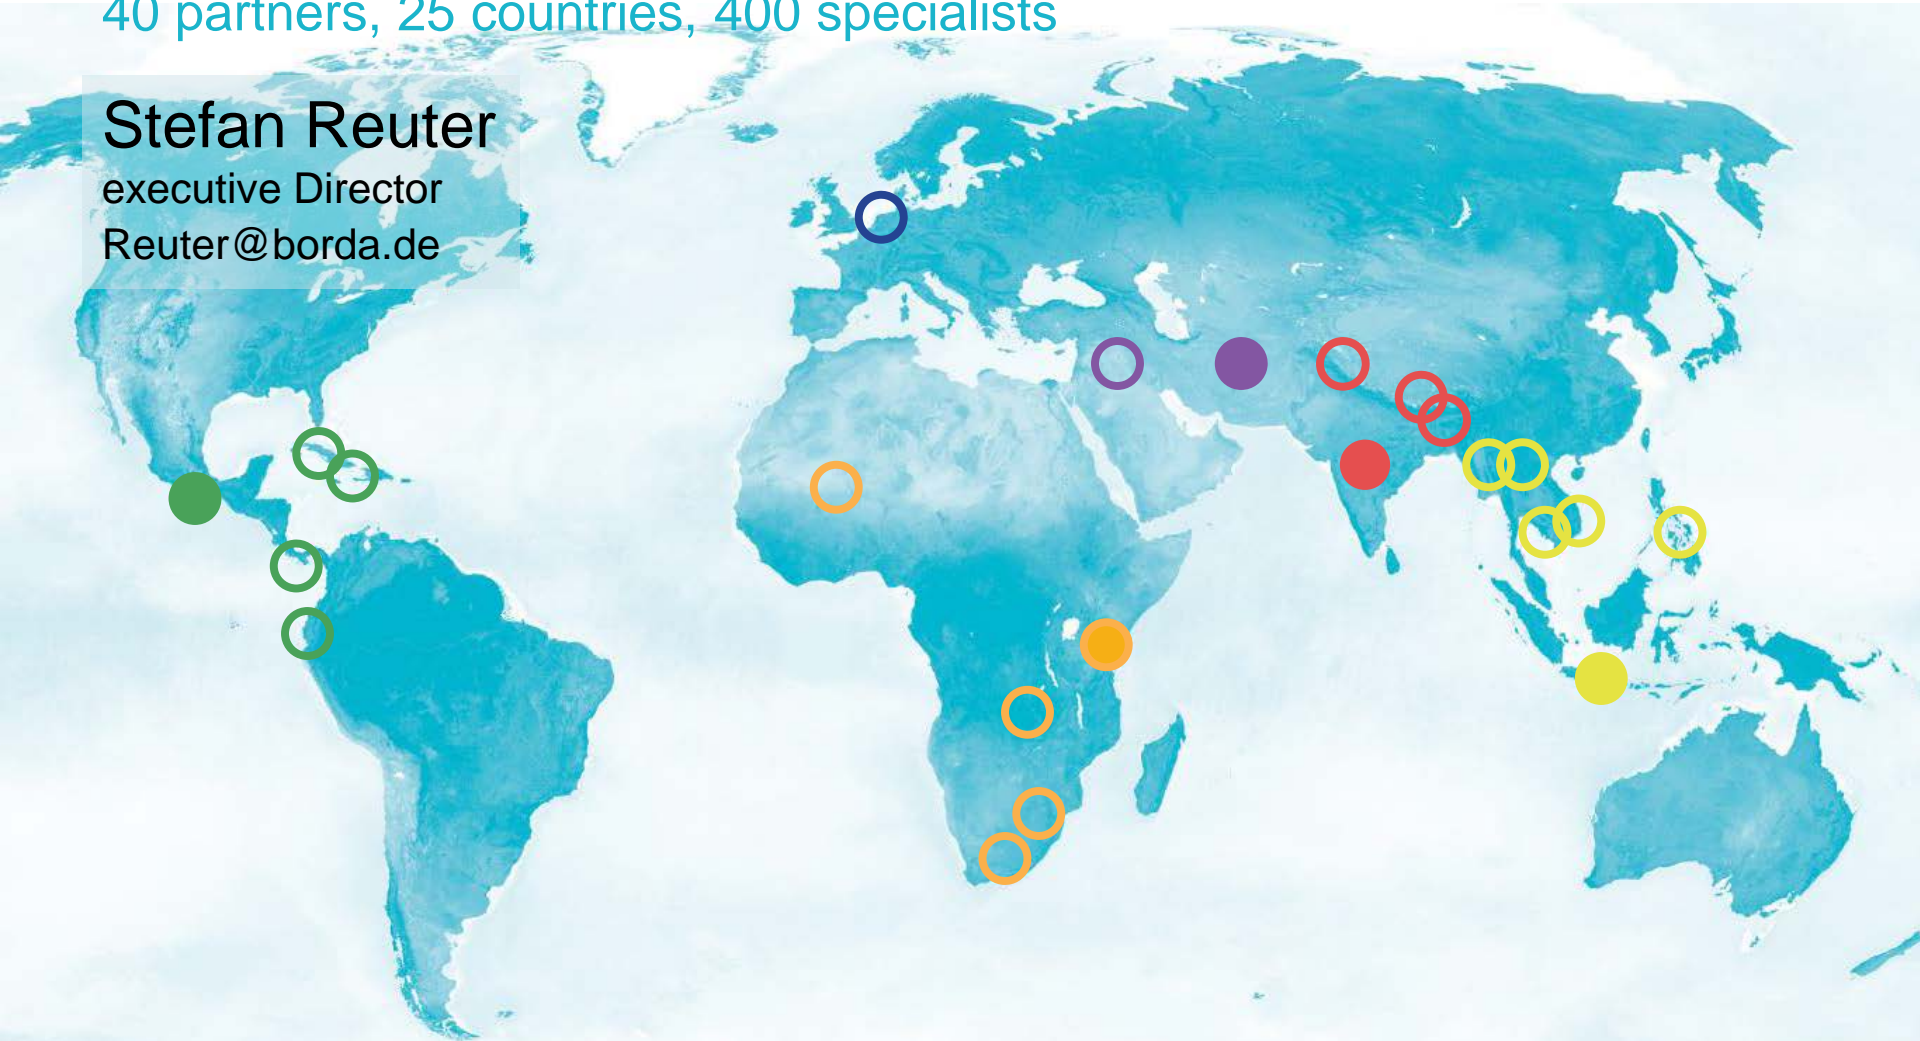 40 partners, 25 countries, 400 specialists
Stefan Reuter
executive Director
Reuter@borda.de